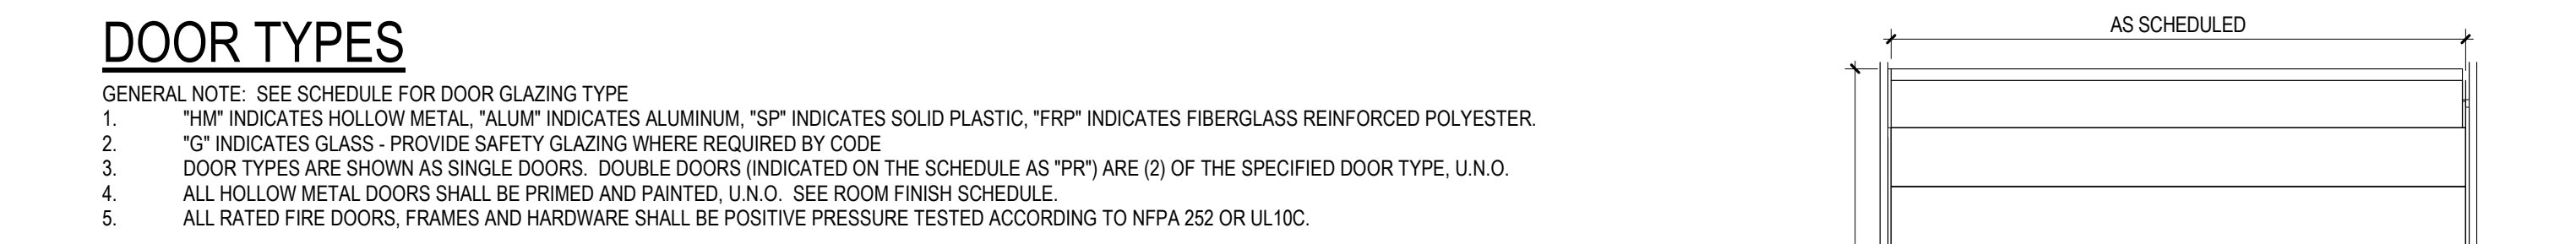 DOOR TYPES
GENERAL NOTE: SEE SCHEDULE FOR DOOR GLAZING TYPE
1. "HM" INDICATES HOLLOW METAL, "ALUM" INDICATES ALUMINUM, "SP" INDICATES SOLID PLASTIC, "FRP" INDICATES FIBERGLASS REINFORCED POLYESTER.
2. "G" INDICATES GLASS - PROVIDE SAFETY GLAZING WHERE REQUIRED BY CODE
3. DOOR TYPES ARE SHOWN AS SINGLE DOORS. DOUBLE DOORS (INDICATED ON THE SCHEDULE AS "PR") ARE (2) OF THE SPECIFIED DOOR TYPE, U.N.O.
4. ALL HOLLOW METAL DOORS SHALL BE PRIMED AND PAINTED, U.N.O. SEE ROOM FINISH SCHEDULE.
5. ALL RATED FIRE DOORS, FRAMES AND HARDWARE SHALL BE POSITIVE PRESSURE TESTED ACCORDING TO NFPA 252 OR UL10C.
AS SCHEDULED